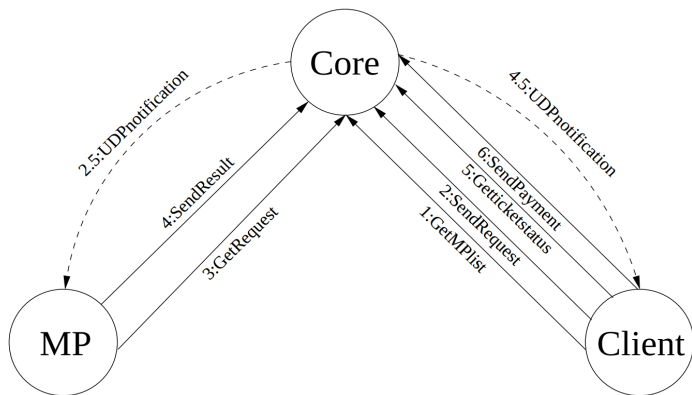 Core
2.5:UDPnotification
4.5:UDPnotification
4:SendResult
3:GetRequest
6:SendPayment
5:Getticketstatus
2:SendRequest
1:GetMPlist
MP
Client